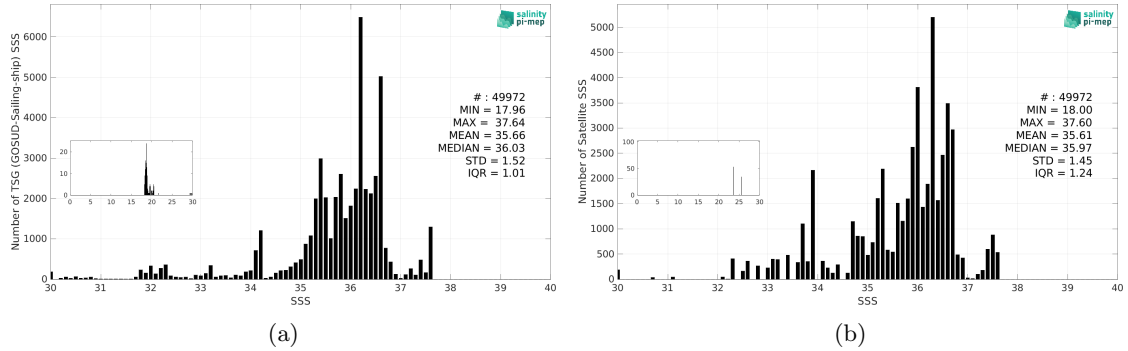 salinity
pi-mep
Number of TSG (GOSUD-Sailing-ship) SSS
6000
5000
4000
3000
2000
1000
0
# : 49972
MIN = 17.96
MAX = 37.64
MEAN = 35.66
MEDIAN = 36.03
STD = 1.52
IQR = 1.01
20
10
0
0 5 10 15 20 25 30
30 31 32 33 34 35 36 37 38 39 40
SSS
(a)
salinity
pi-mep
Number of Satellite SSS
5000
4500
4000
3500
3000
2500
2000
1500
1000
500
0
# : 49972
MIN = 18.00
MAX = 37.60
MEAN = 35.61
MEDIAN = 35.97
STD = 1.45
IQR = 1.24
100
50
0
0 5 10 15 20 25 30
30 31 32 33 34 35 36 37 38 39 40
SSS
(b)